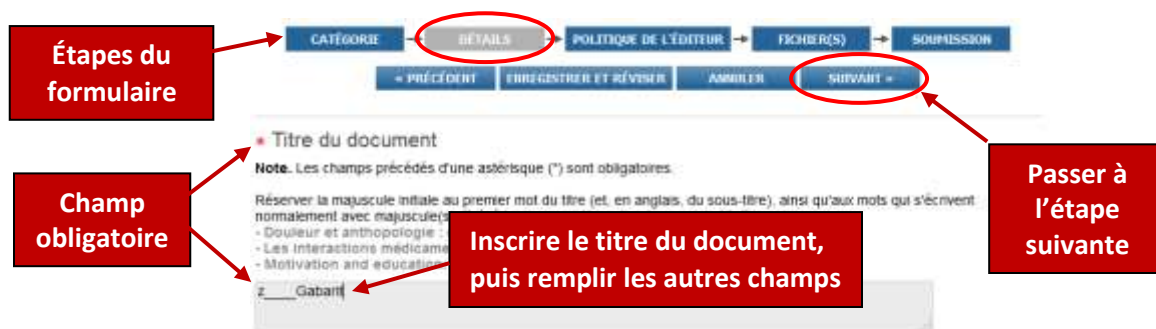 Étapes du
formulaire
CATÉGORIE
DÉTAILS
POLITIQUE DE L'ÉDITEUR
FICHIER(S)
SOUMISSION
« PRÉCÉDENT
ENREGISTRER ET RÉVISER
ANNULER
SUIVANT »
Passer à
l'étape
suivante
* Titre du document
Note. Les champs précédés d'une astérisque (*) sont obligatoires.
Champ
obligatoire
Réserver la majuscule initiale au premier mot du titre (et, en anglais, du sous-titre), ainsi qu'aux mots qui s'écrivent
normalement avec majuscule(s
- Douleur et anthopologie :
- Les interactions médicame
- Motivation and education
Inscrire le titre du document,
puis remplir les autres champs
z____Gabarit